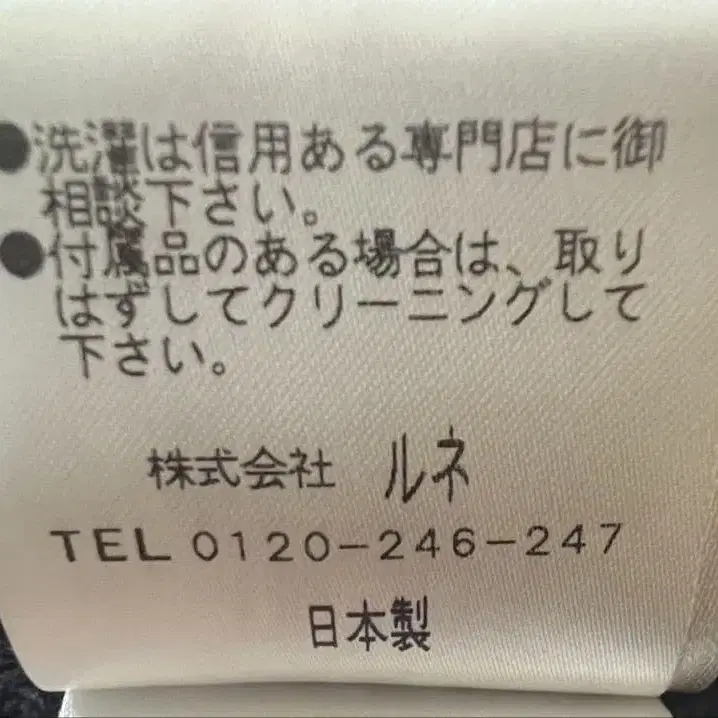 ●洗濯は信用ある専門店に御
相談下さい。
●付属品のある場合は、取り
はずしてクリーニングして
下さい。
株式会社 ルネ
TEL 0120-246-247
日本製